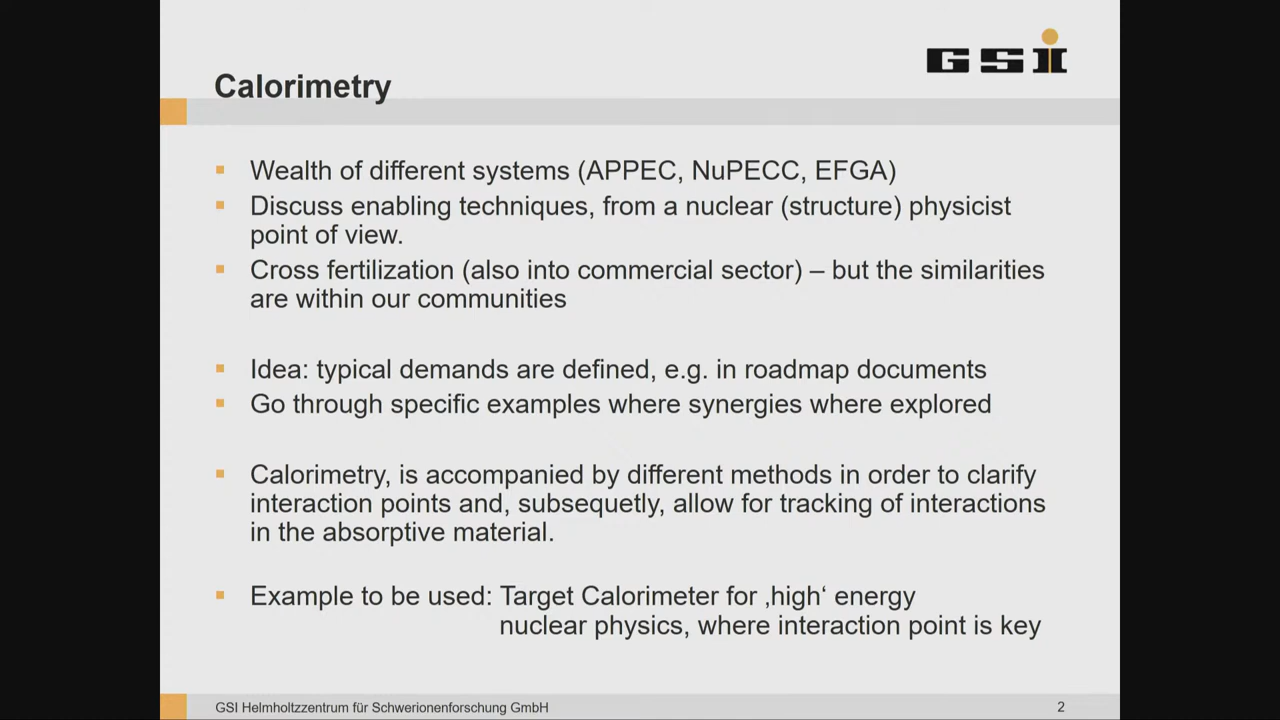 GSI
Calorimetry
▪ Wealth of different systems (APPEC, NuPECC, EFGA)
▪ Discuss enabling techniques, from a nuclear (structure) physicist
point of view.
▪ Cross fertilization (also into commercial sector) – but the similarities
are within our communities
▪ Idea: typical demands are defined, e.g. in roadmap documents
▪ Go through specific examples where synergies where explored
▪ Calorimetry, is accompanied by different methods in order to clarify
interaction points and, subsequetly, allow for tracking of interactions
in the absorptive material.
▪ Example to be used: Target Calorimeter for ‚high‘ energy
nuclear physics, where interaction point is key
GSI Helmholtzzentrum für Schwerionenforschung GmbH
2